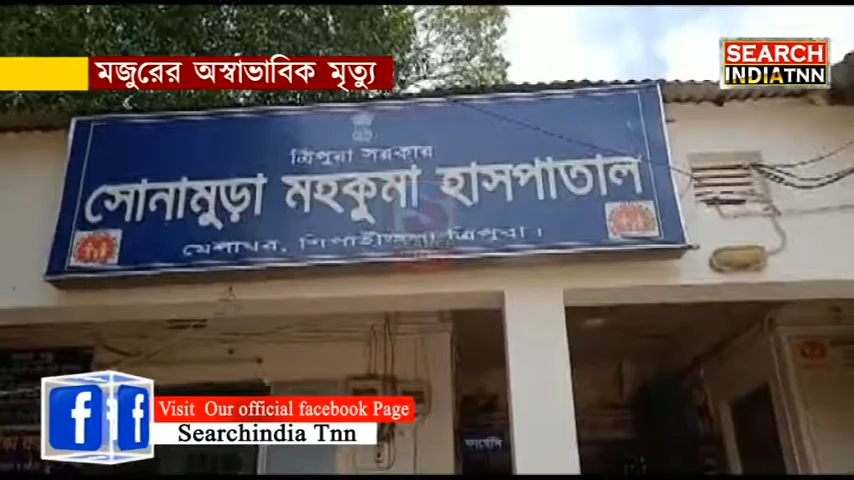 মজুরের অস্বাভাবিক মৃত্যু
SEARCH
INDIATNN
ত্রিপুরা সরকার
সোনামুড়া মহকুমা হাসপাতাল
মেলাঘর, সিপাহীজলা ত্রিপুরা ।
ফার্মেসি
Visit Our official facebook Page
Searchindia Tnn